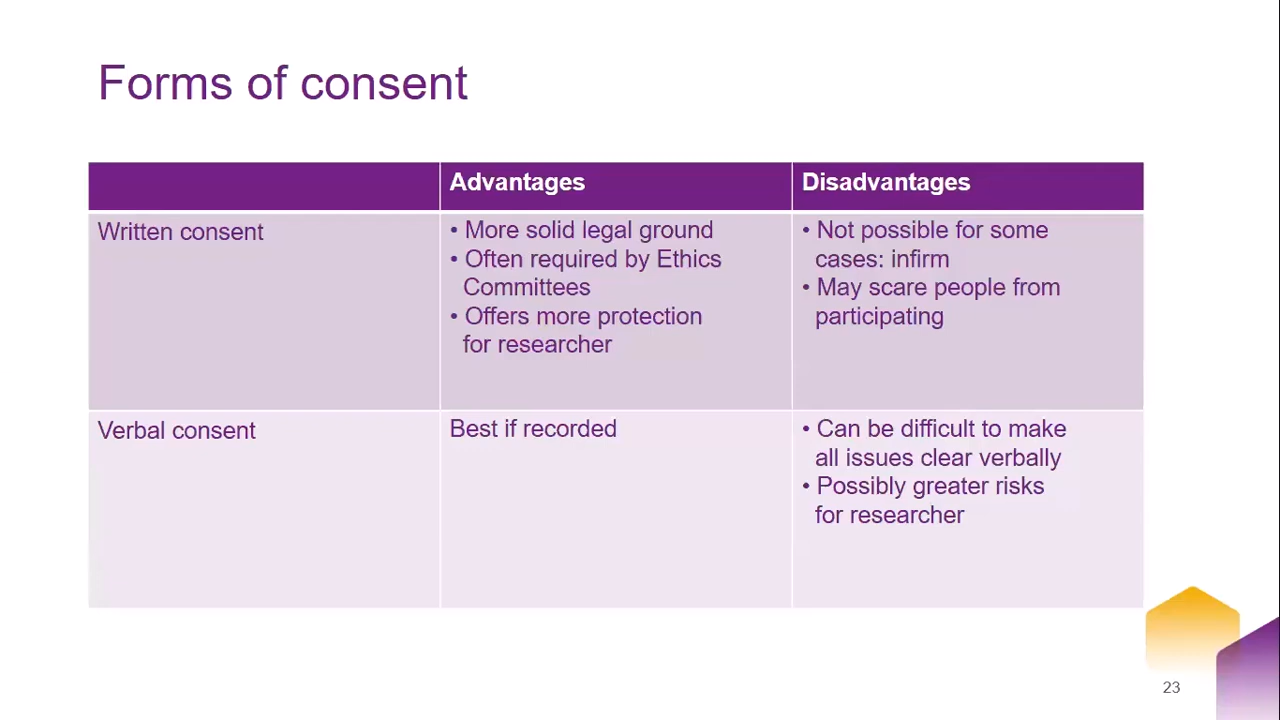 Forms of consent
Advantages
Disadvantages
Written consent
• More solid legal ground
• Often required by Ethics
Committees
• Offers more protection
for researcher
• Not possible for some
cases: infirm
• May scare people from
participating
Verbal consent
Best if recorded
• Can be difficult to make
all issues clear verbally
• Possibly greater risks
for researcher
23